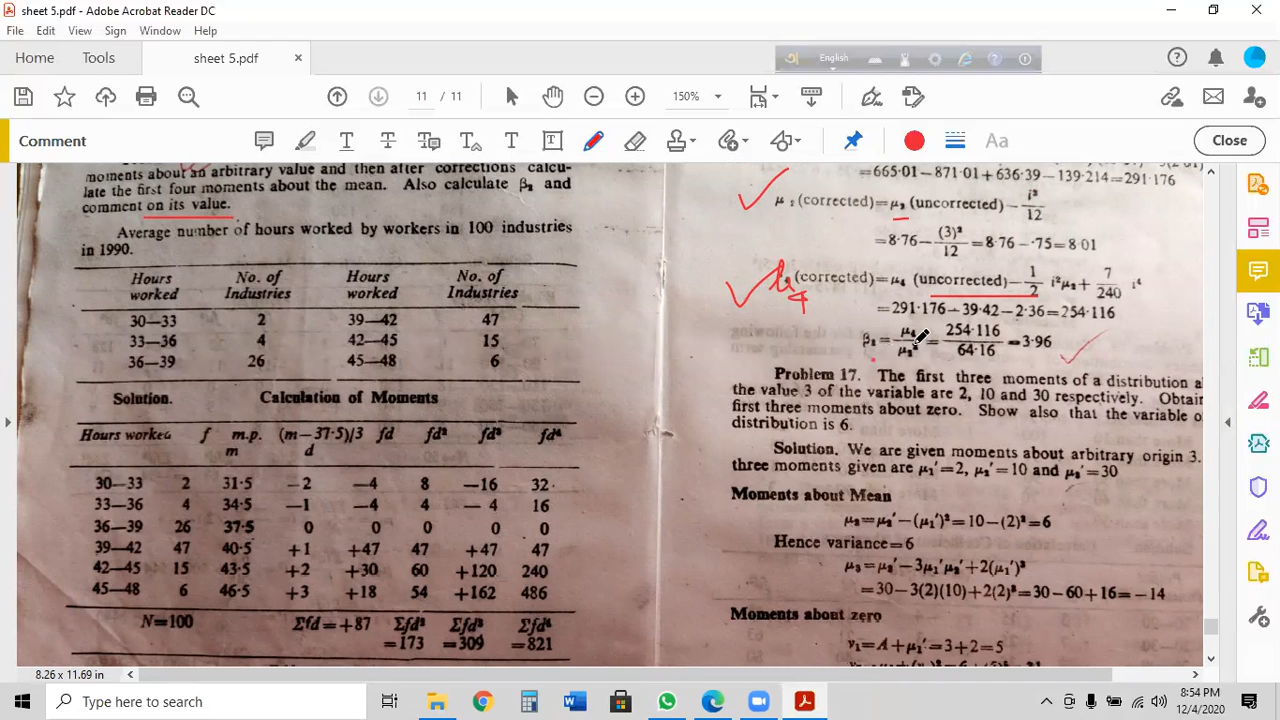 sheet 5.pdf - Adobe Acrobat Reader DC
File Edit View Sign Window Help
Home Tools sheet 5.pdf × English
11 / 11 150%
Comment Close
moments about an arbitrary value and then after corrections calcu-
late the first four moments about the mean. Also calculate β₂ and
comment on its value.
Average number of hours worked by workers in 100 industries
in 1990.
Hours worked No. of Industries Hours worked No. of Industries
30—33 2 39—42 47
33—36 4 42—45 15
36—39 26 45—48 6
Solution. Calculation of Moments
Hours worked f m.p. m (m−37·5)/3 d fd fd² fd³ fd⁴
30—33 2 31·5 −2 −4 8 −16 32
33—36 4 34·5 −1 −4 4 −4 16
36—39 26 37·5 0 0 0 0 0
39—42 47 40·5 +1 +47 47 +47 47
42—45 15 43·5 +2 +30 60 +120 240
45—48 6 46·5 +3 +18 54 +162 486
N=100 Σfd=+87 Σfd² =173 Σfd³ =309 Σfd⁴ =821
=665·01−871·01+636·39−139·214=291·176
μ₂ (corrected)=μ₂ (uncorrected)− i²/12
=8·76− (3)²/12 =8·76−·75=8·01
μ₄ (corrected)=μ₄ (uncorrected)− 1/2 i²μ₂+ 7/240 i⁴
=291·176−39·42−2·36=254·116
β₂= μ₄/μ₂² = 254·116/64·16 =3·96
Problem 17. The first three moments of a distribution a
the value 3 of the variable are 2, 10 and 30 respectively. Obtain
first three moments about zero. Show also that the variable o
distribution is 6.
Solution. We are given moments about arbitrary origin 3.
three moments given are μ₁′=2, μ₂′=10 and μ₃′=30
Moments about Mean
μ₂=μ₂′−(μ₁′)²=10−(2)²=6
Hence variance=6
μ₃=μ₃′−3μ₁′μ₂′+2(μ₁′)³
=30−3(2)(10)+2(2)³=30−60+16=−14
Moments about zero
ν₁=A+μ₁′=3+2=5
8.26 x 11.69 in
Type here to search
8:54 PM
12/4/2020